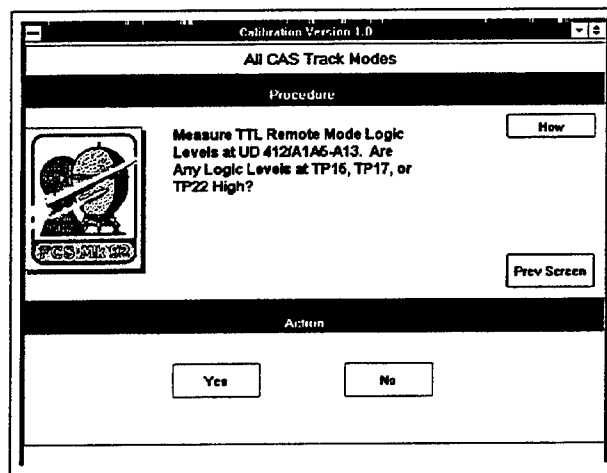 Calibration Version 1.0
All CAS Track Modes
Procedure
Measure TTL Remote Mode Logic
Levels at UD 412/A1A6-A13. Are
Any Logic Levels at TP16, TP17, or
TP22 High?
How
FCS MK 92
Prev Screen
Action
Yes
No